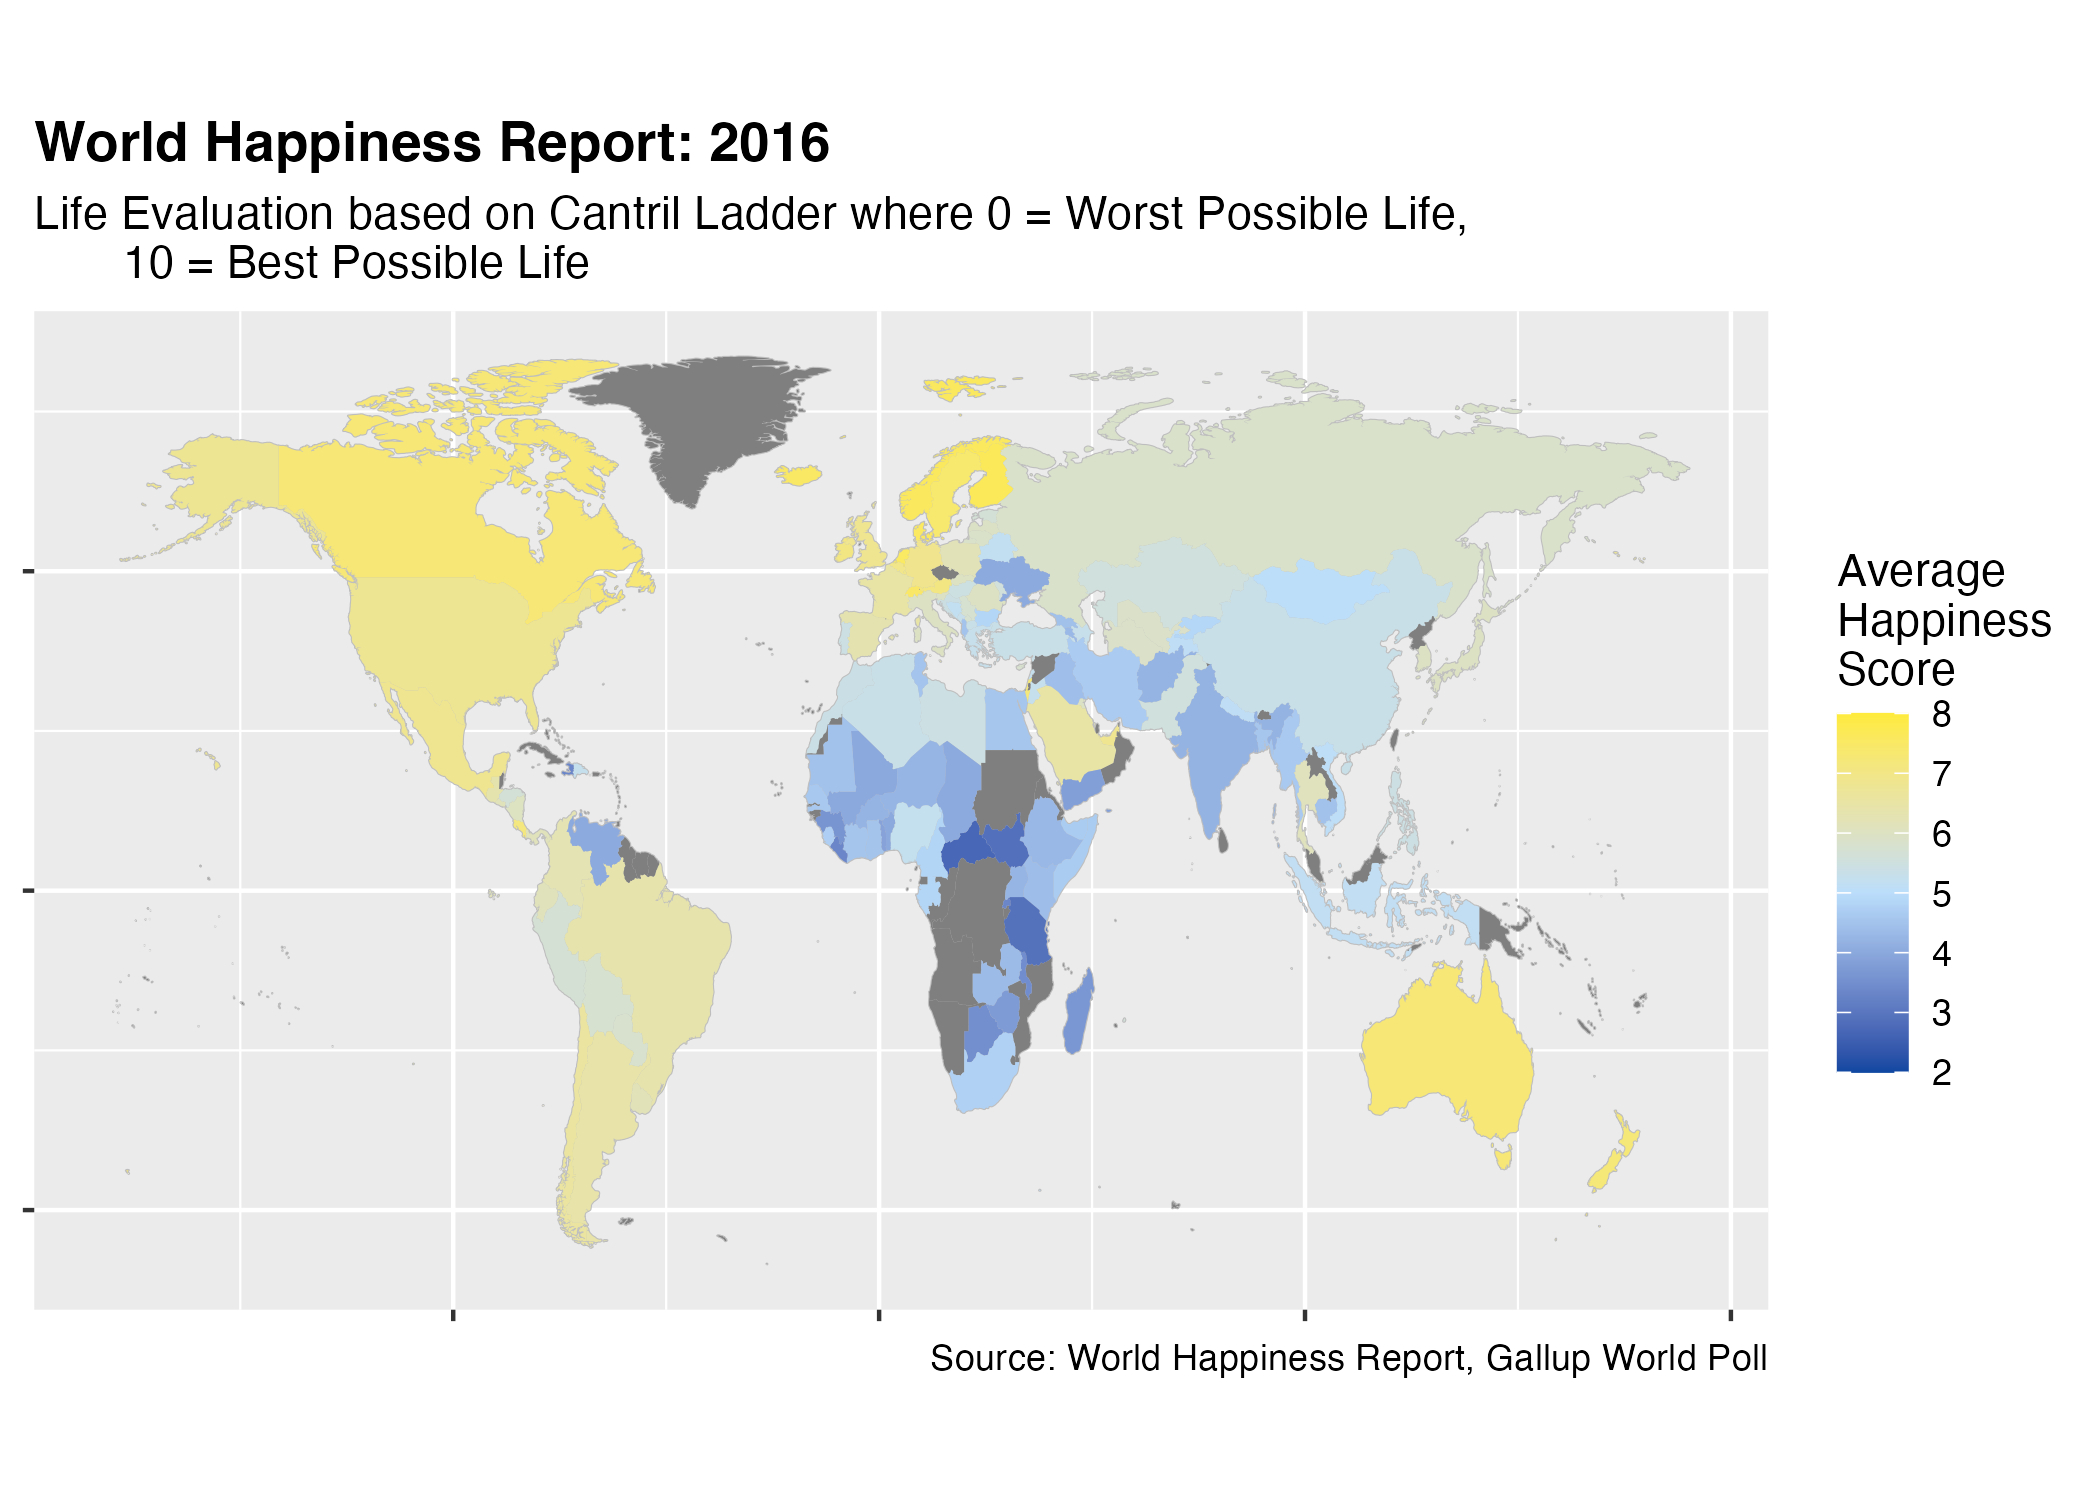 World Happiness Report: 2016
Life Evaluation based on Cantril Ladder where 0 = Worst Possible Life,
10 = Best Possible Life
Average
Happiness
Score
8
7
6
5
4
3
2
Source: World Happiness Report, Gallup World Poll